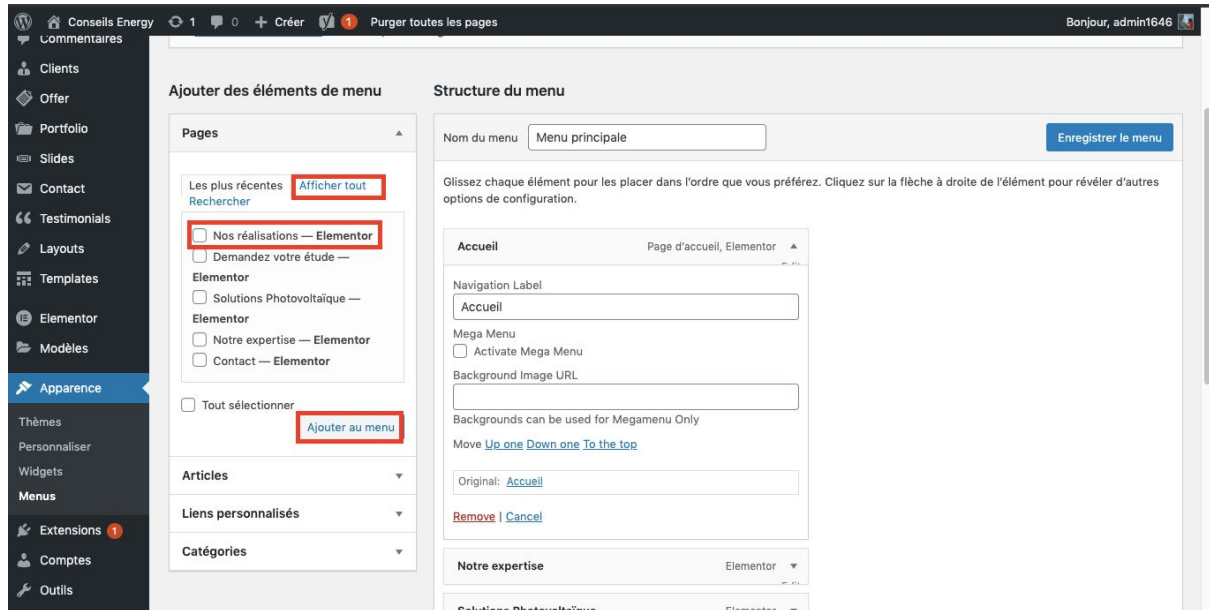 Conseils Energy 1 0 + Créer 1 Purger toutes les pages Bonjour, admin1646
Commentaires
Clients
Offer
Portfolio
Slides
Contact
Testimonials
Layouts
Templates
Elementor
Modèles
Apparence
Thèmes
Personnaliser
Widgets
Menus
Extensions 1
Comptes
Outils
Ajouter des éléments de menu
Pages
Les plus récentes Afficher tout
Rechercher
Nos réalisations — Elementor
Demandez votre étude —
Elementor
Solutions Photovoltaïque —
Elementor
Notre expertise — Elementor
Contact — Elementor
Tout sélectionner
Ajouter au menu
Articles
Liens personnalisés
Catégories
Structure du menu
Nom du menu Menu principale
Enregistrer le menu
Glissez chaque élément pour les placer dans l'ordre que vous préférez. Cliquez sur la flèche à droite de l'élément pour révéler d'autres
options de configuration.
Accueil Page d'accueil, Elementor
Navigation Label
Accueil
Mega Menu
Activate Mega Menu
Background Image URL
Backgrounds can be used for Megamenu Only
Move Up one Down one To the top
Original: Accueil
Remove | Cancel
Notre expertise Elementor
Solutions Photovoltaïque Elementor